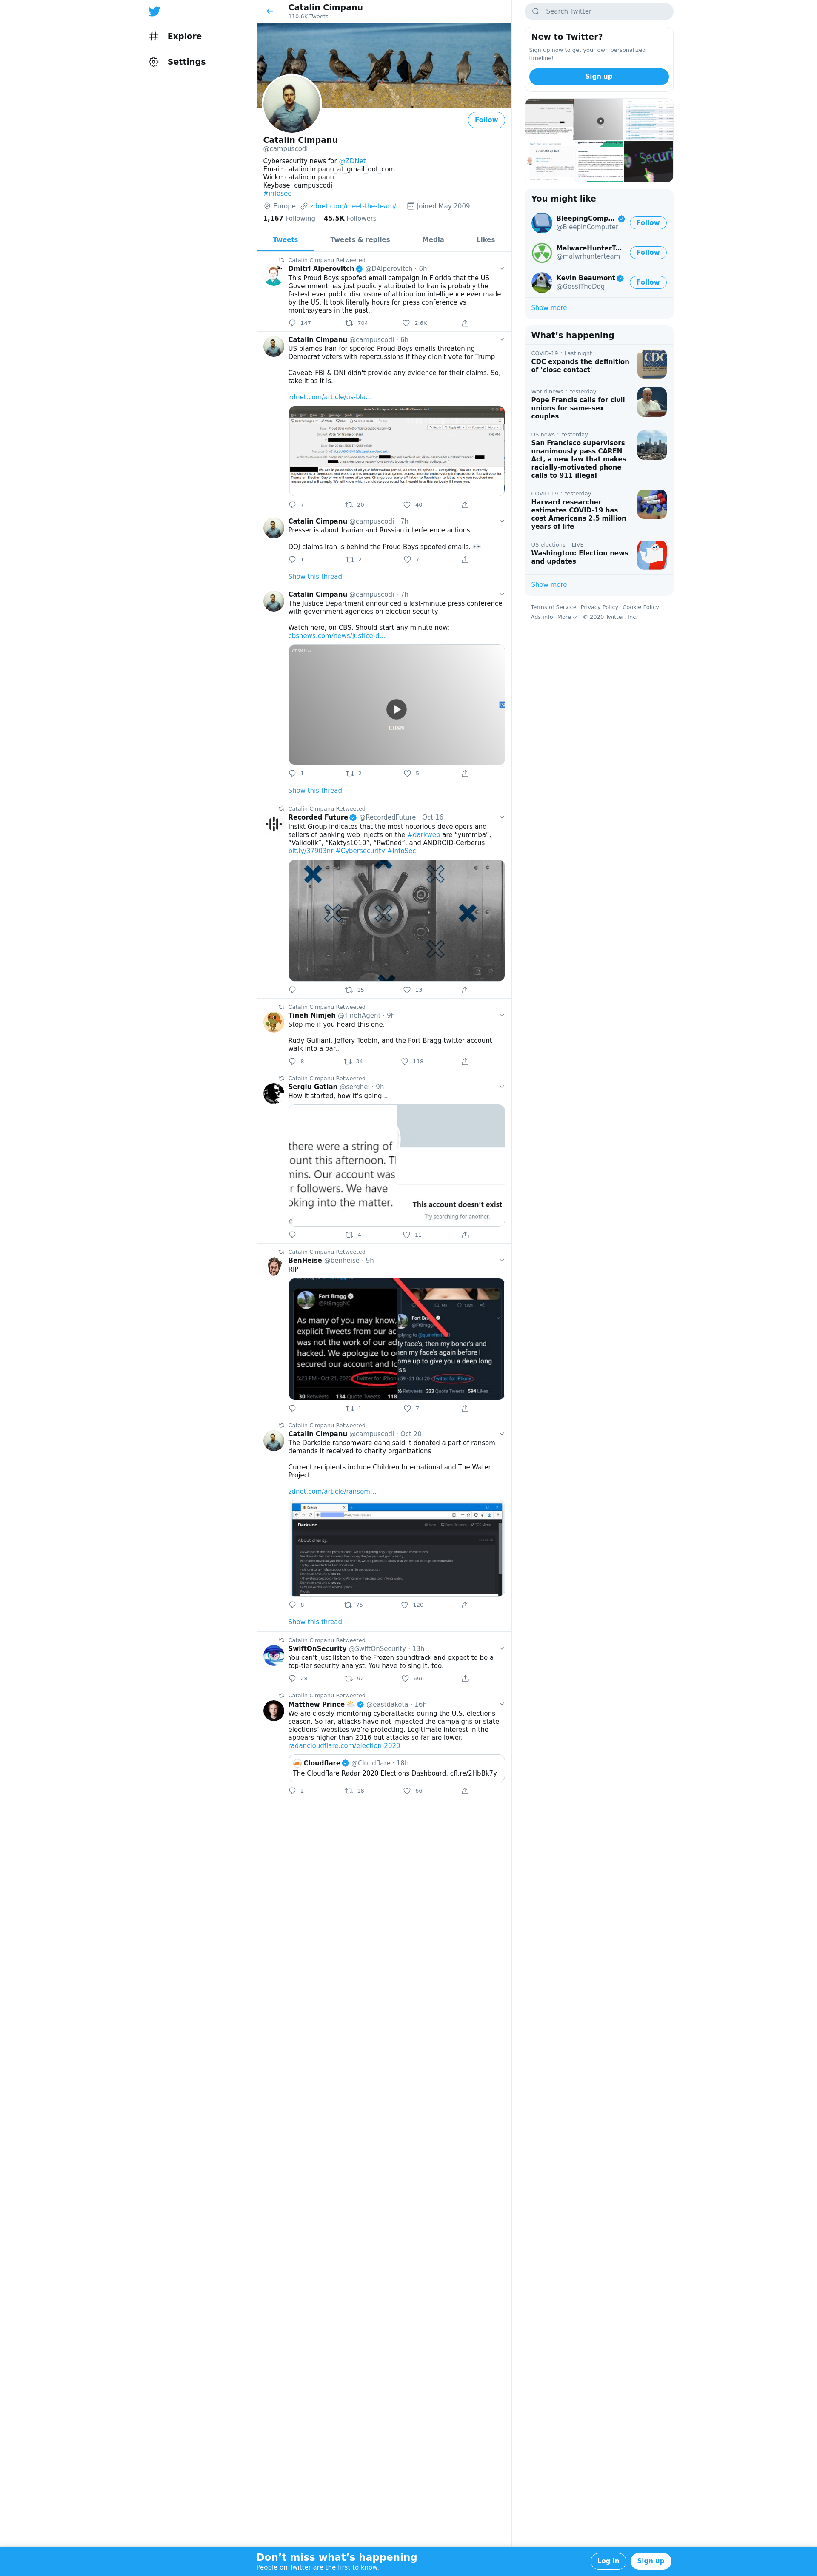 Explore
Settings
Catalin Cimpanu
110.6K Tweets
Follow
Catalin Cimpanu
@campuscodi
Cybersecurity news for @ZDNet
Email: catalincimpanu_at_gmail_dot_com
Wickr: catalincimpanu
Keybase: campuscodi
#infosec
Europe zdnet.com/meet-the-team/... Joined May 2009
1,167 Following 45.5K Followers
Tweets Tweets & replies Media Likes
Catalin Cimpanu Retweeted
Dmitri Alperovitch @DAlperovitch · 6h
This Proud Boys spoofed email campaign in Florida that the US
Government has just publicly attributed to Iran is probably the
fastest ever public disclosure of attribution intelligence ever made
by the US. It took literally hours for press conference vs
months/years in the past..
147 704 2.6K
Catalin Cimpanu @campuscodi · 6h
US blames Iran for spoofed Proud Boys emails threatening
Democrat voters with repercussions if they didn't vote for Trump
Caveat: FBI & DNI didn't provide any evidence for their claims. So,
take it as it is.
zdnet.com/article/us-bla...
7 20 40
Catalin Cimpanu @campuscodi · 7h
Presser is about Iranian and Russian interference actions.
DOJ claims Iran is behind the Proud Boys spoofed emails. 👀
1 2 7
Show this thread
Catalin Cimpanu @campuscodi · 7h
The Justice Department announced a last-minute press conference
with government agencies on election security
Watch here, on CBS. Should start any minute now:
cbsnews.com/news/justice-d...
CBSN
1 2 5
Show this thread
Catalin Cimpanu Retweeted
Recorded Future @RecordedFuture · Oct 16
Insikt Group indicates that the most notorious developers and
sellers of banking web injects on the #darkweb are "yummba",
"Validolik", "Kaktys1010", "Pw0ned", and ANDROID-Cerberus:
bit.ly/37903nr #Cybersecurity #InfoSec
15 13
Catalin Cimpanu Retweeted
Tineh Nimjeh @TinehAgent · 9h
Stop me if you heard this one.
Rudy Guiliani, Jeffery Toobin, and the Fort Bragg twitter account
walk into a bar..
8 34 118
Catalin Cimpanu Retweeted
Sergiu Gatlan @serghei · 9h
How it started, how it's going ...
there were a string of
ount this afternoon. Tl
mins. Our account was
r followers. We have
oking into the matter.
This account doesn't exist
Try searching for another.
4 11
Catalin Cimpanu Retweeted
BenHeise @benheise · 9h
RIP
Fort Bragg
@FtBraggNC
As many of you may know,
explicit Tweets from our ac
was not the work of our ad
hacked. We apologize to o
secured our account and lo
5:23 PM · Oct 21, 2020 · Twitter for iPhone
30 Retweets 134 Quote Tweets 118
Fort Bragg
face's, then my boner's and
en my face's again before I
ome up to give you a deep long
21 Oct 20 · Twitter for iPhone
Retweets 333 Quote Tweets 594 Likes
1 7
Catalin Cimpanu Retweeted
Catalin Cimpanu @campuscodi · Oct 20
The Darkside ransomware gang said it donated a part of ransom
demands it received to charity organizations
Current recipients include Children International and The Water
Project
zdnet.com/article/ransom...
Darkside
About charity.
8 75 120
Show this thread
Catalin Cimpanu Retweeted
SwiftOnSecurity @SwiftOnSecurity · 13h
You can't just listen to the Frozen soundtrack and expect to be a
top-tier security analyst. You have to sing it, too.
28 92 696
Catalin Cimpanu Retweeted
Matthew Prince @eastdakota · 16h
We are closely monitoring cyberattacks during the U.S. elections
season. So far, attacks have not impacted the campaigns or state
elections' websites we're protecting. Legitimate interest in the
appears higher than 2016 but attacks so far are lower.
radar.cloudflare.com/election-2020
Cloudflare @Cloudflare · 18h
The Cloudflare Radar 2020 Elections Dashboard. cfl.re/2HbBk7y
2 18 66
Search Twitter
New to Twitter?
Sign up now to get your own personalized
timeline!
Sign up
Securi
You might like
BleepingComp...
@BleepinComputer
Follow
MalwareHunterT...
@malwrhunterteam
Follow
Kevin Beaumont
@GossiTheDog
Follow
Show more
What's happening
COVID-19 · Last night
CDC expands the definition
of 'close contact'
CDC
World news · Yesterday
Pope Francis calls for civil
unions for same-sex
couples
US news · Yesterday
San Francisco supervisors
unanimously pass CAREN
Act, a new law that makes
racially-motivated phone
calls to 911 illegal
COVID-19 · Yesterday
Harvard researcher
estimates COVID-19 has
cost Americans 2.5 million
years of life
US elections · LIVE
Washington: Election news
and updates
Show more
Terms of Service Privacy Policy Cookie Policy
Ads info More © 2020 Twitter, Inc.
Don't miss what's happening
People on Twitter are the first to know.
Log in
Sign up